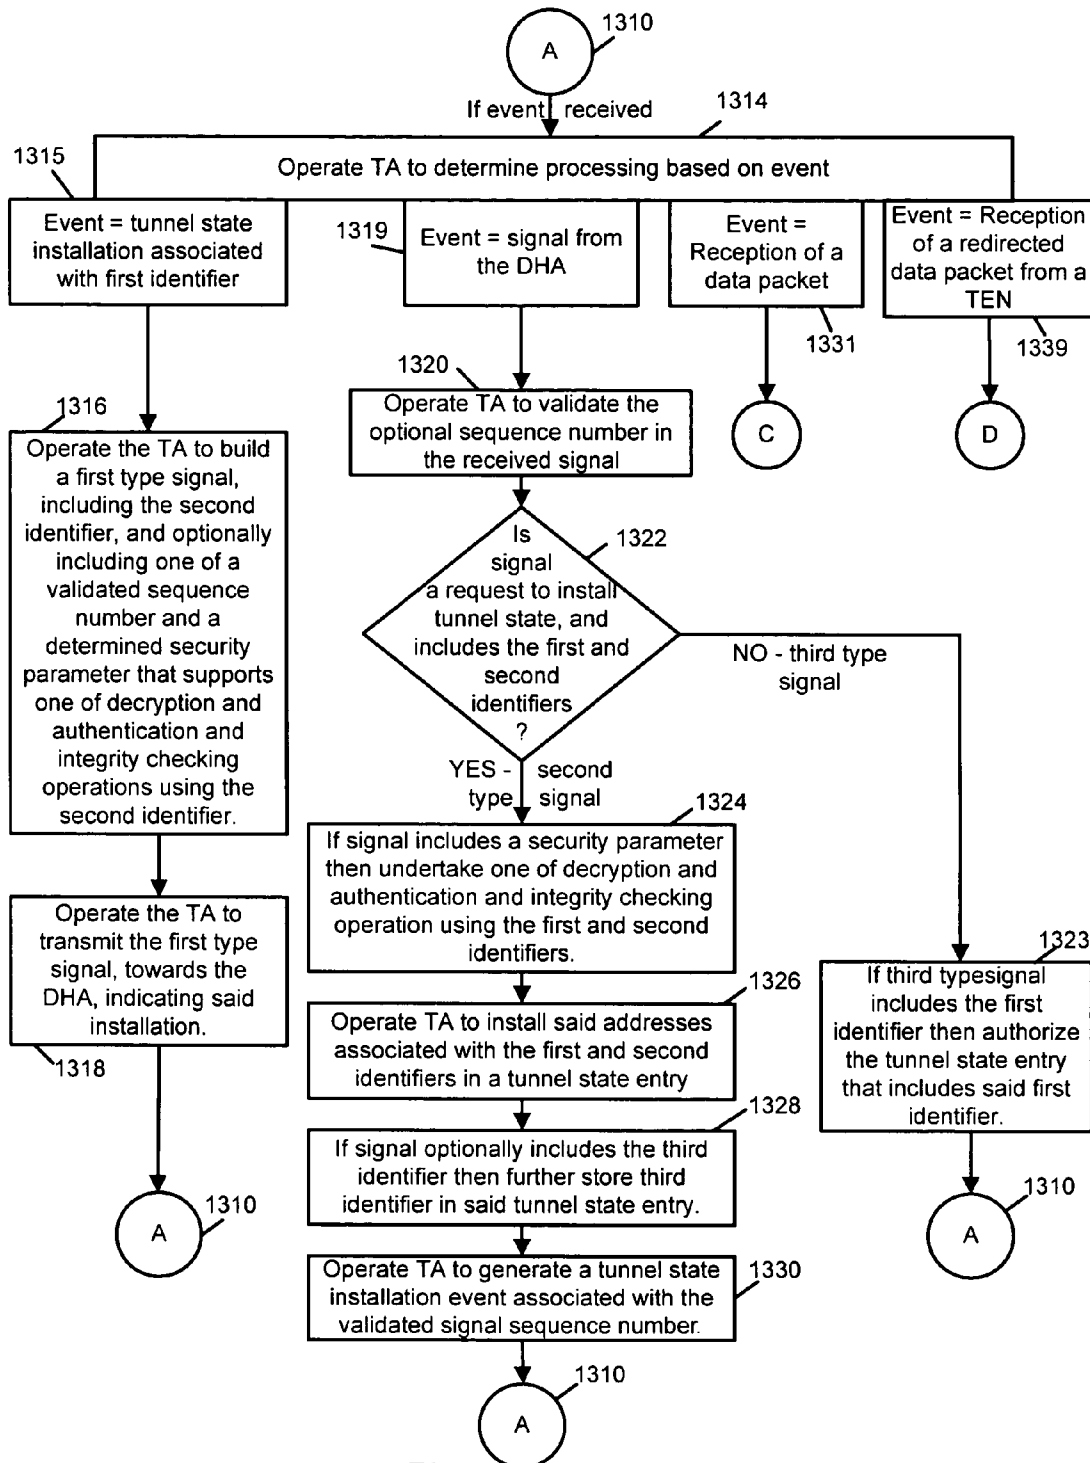 A
1310
If event received
1314
Operate TA to determine processing based on event
1315
Event = tunnel state
installation associated
with first identifier
1319
Event = signal from
the DHA
Event =
Reception of a
data packet
1331
Event = Reception
of a redirected
data packet from a
TEN
1339
1316
Operate the TA to build
a first type signal,
including the second
identifier, and optionally
including one of a
validated sequence
number and a
determined security
parameter that supports
one of decryption and
authentication and
integrity checking
operations using the
second identifier.
1320
Operate TA to validate the
optional sequence number in
the received signal
C
D
Is
signal
a request to install
tunnel state, and
includes the first and
second
identifiers
?
1322
NO - third type
signal
YES - second
type signal
1324
If signal includes a security parameter
then undertake one of decryption and
authentication and integrity checking
operation using the first and second
identifiers.
Operate the TA to
transmit the first type
signal, towards the
DHA, indicating said
installation.
1318
1323
If third typesignal
includes the first
identifier then authorize
the tunnel state entry
that includes said first
identifier.
1326
Operate TA to install said addresses
associated with the first and second
identifiers in a tunnel state entry
1328
If signal optionally includes the third
identifier then further store third
identifier in said tunnel state entry.
A
1310
A
1310
Operate TA to generate a tunnel state
installation event associated with the
validated signal sequence number.
1330
A
1310